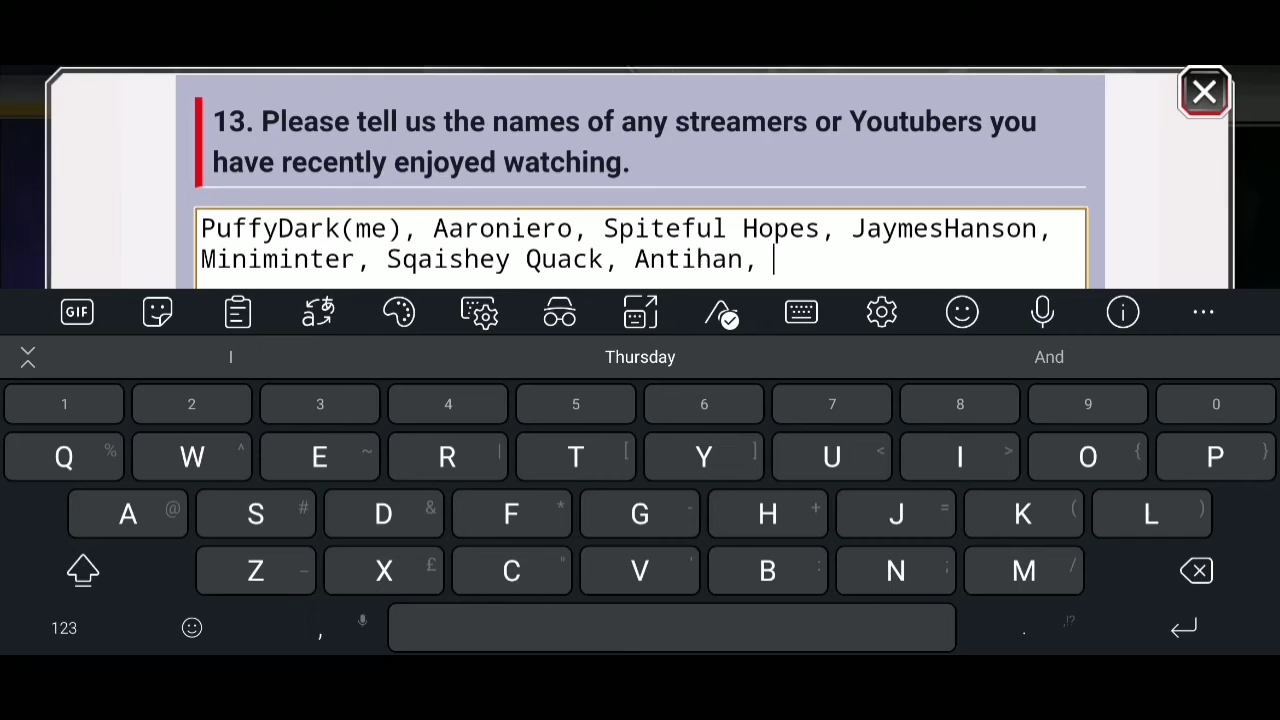 13. Please tell us the names of any streamers or Youtubers you
have recently enjoyed watching.
PuffyDark(me), Aaroniero, Spiteful Hopes, JaymesHanson,
Miniminter, Sqaishey Quack, Antihan,
GIF
I Thursday And
1 2 3 4 5 6 7 8 9 0
Q % W ^ E ~ R | T [ Y ] U < I > O { P }
A @ S # D & F * G - H + J = K ( L )
Z _ X £ C " V ' B : N ; M /
123 , . ,!?